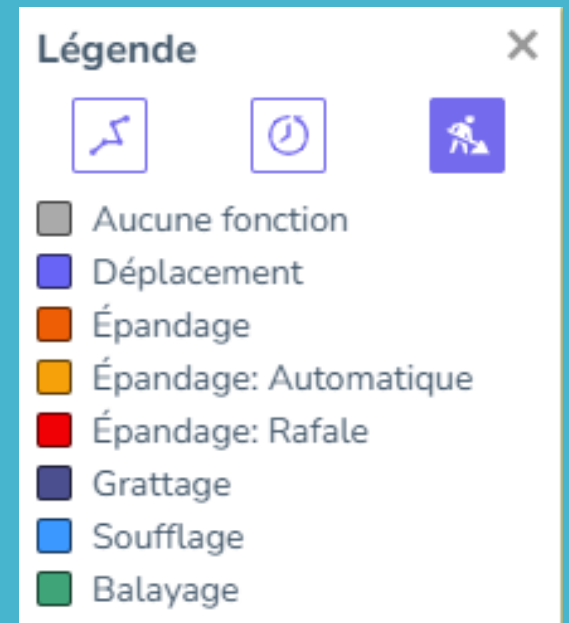 Légende
Aucune fonction
Déplacement
Épandage
Épandage: Automatique
Épandage: Rafale
Grattage
Soufflage
Balayage